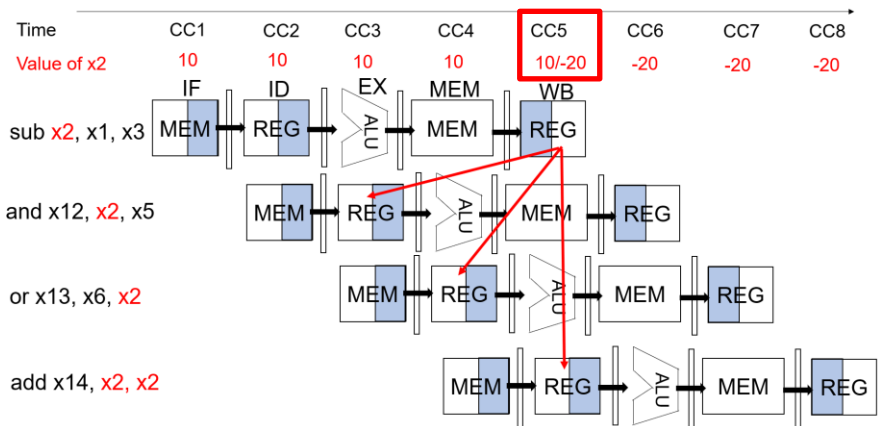 Time CC1 CC2 CC3 CC4 CC5 CC6 CC7 CC8
Value of x2 10 10 10 10 10/-20 -20 -20 -20
IF ID EX MEM WB
sub x2, x1, x3 MEM REG ALU MEM REG
and x12, x2, x5 MEM REG ALU MEM REG
or x13, x6, x2 MEM REG ALU MEM REG
add x14, x2, x2 MEM REG ALU MEM REG